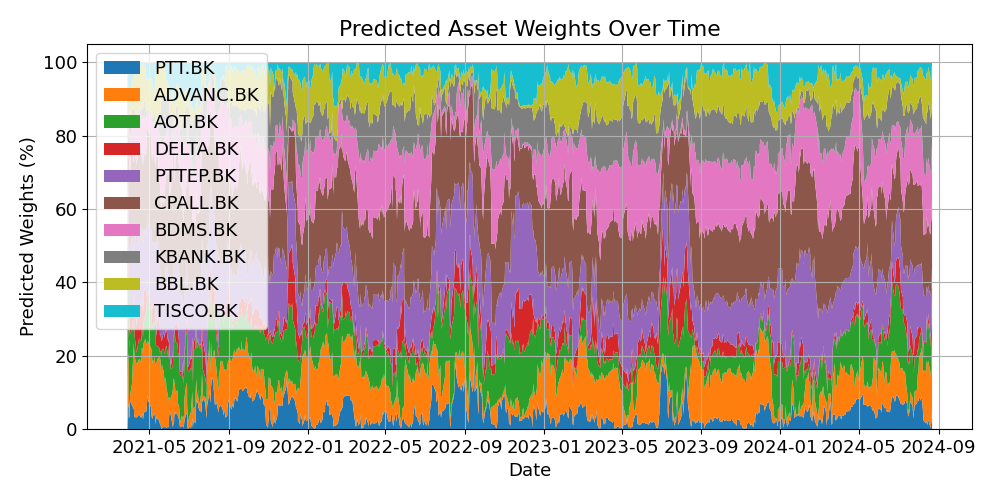 Predicted Asset Weights Over Time
100
80
60
40
20
0
Predicted Weights (%)
PTT.BK
ADVANC.BK
AOT.BK
DELTA.BK
PTTEP.BK
CPALL.BK
BDMS.BK
KBANK.BK
BBL.BK
TISCO.BK
2021-05 2021-09 2022-01 2022-05 2022-09 2023-01 2023-05 2023-09 2024-01 2024-05 2024-09
Date